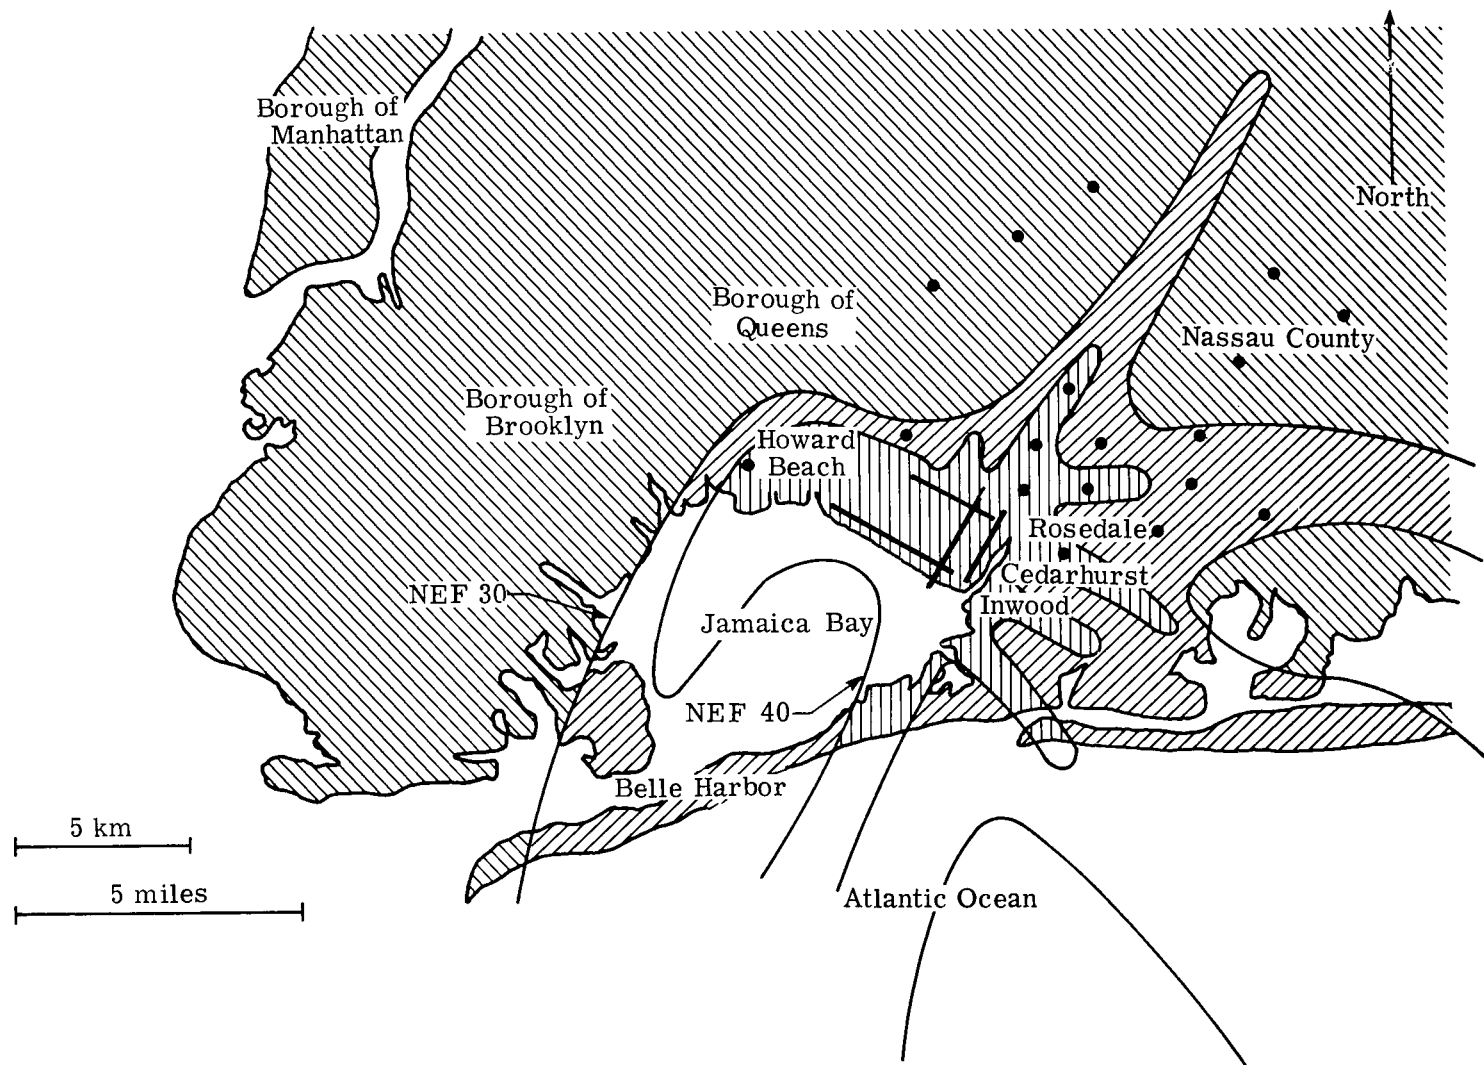 Borough of
Manhattan
North
Borough of
Queens
Nassau County
Borough of
Brooklyn
Howard
Beach
Rosedale
Cedarhurst
NEF 30
Inwood
Jamaica Bay
NEF 40
Belle Harbor
5 km
5 miles
Atlantic Ocean